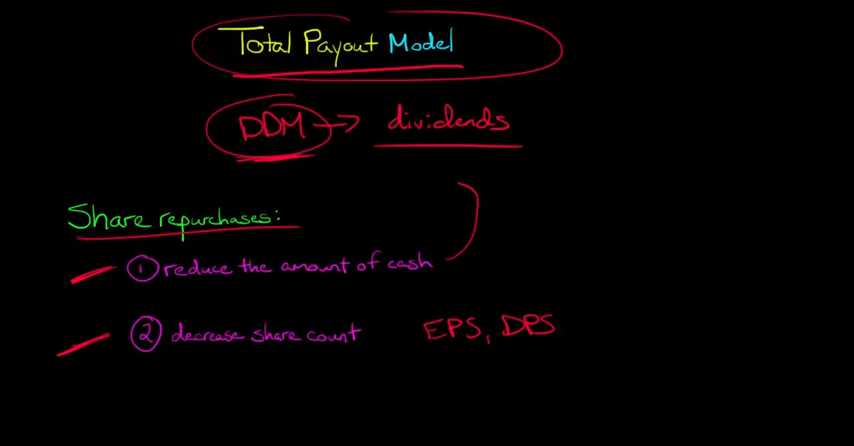 Total Payout Model
DDM → dividends
Share repurchases:
① reduce the amount of cash
② decrease share count EPS, DPS